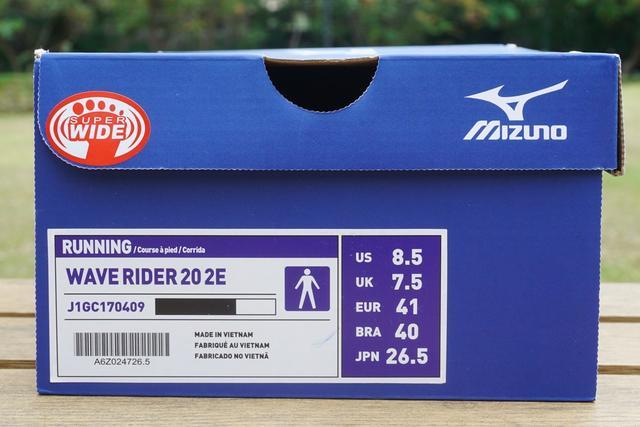 SUPER
WIDE
MIZUNO
RUNNING / Course à pied / Corrida
WAVE RIDER 20 2E
J1GC170409
A6Z024726.5
MADE IN VIETNAM
FABRIQUÉ AU VIETNAM
FABRICADO NO VIETNÃ
US 8.5
UK 7.5
EUR 41
BRA 40
JPN 26.5